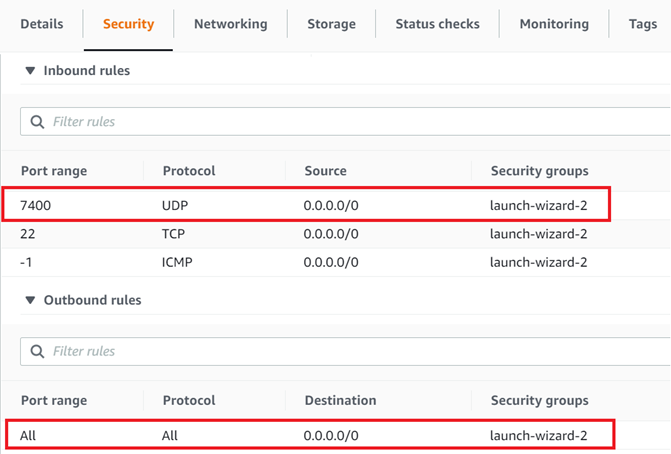 Details Security Networking Storage Status checks Monitoring Tags
Inbound rules
Filter rules
Port range Protocol Source Security groups
7400 UDP 0.0.0.0/0 launch-wizard-2
22 TCP 0.0.0.0/0 launch-wizard-2
-1 ICMP 0.0.0.0/0 launch-wizard-2
Outbound rules
Filter rules
Port range Protocol Destination Security groups
All All 0.0.0.0/0 launch-wizard-2